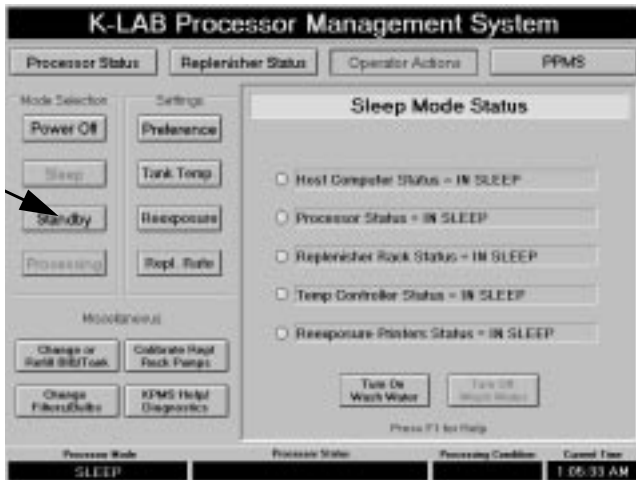 K-LAB Processor Management System
Processor Status
Replenisher Status
Operator Actions
PPMS
Mode Selection
Settings
Sleep Mode Status
Power Off
Preference
Sleep
Tank Temp
Host Computer Status = IN SLEEP
Standby
Reexposure
Processor Status = IN SLEEP
Processing
Repl. Rate
Replenisher Rack Status = IN SLEEP
Temp Controller Status = IN SLEEP
Miscellaneous
Reexposure Printers Status = IN SLEEP
Change or
Refill Btl/Tank
Calibrate Repl
Rack Pumps
Turn On
Wash Water
Turn Off
Wash Water
Change
Filters/Bulbs
KPMS Help/
Diagnostics
Press F1 for Help
Processor Mode
Processor Status
Processing Condition
Current Time
SLEEP
1:05:33 AM